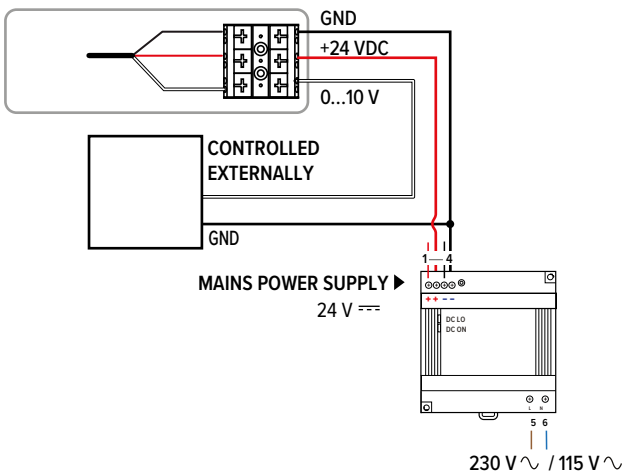 GND
+24 VDC
0...10 V
CONTROLLED
EXTERNALLY
GND
1 — 4
MAINS POWER SUPPLY
24 V
+ + – –
DC LO
DC ON
L N
5 6
230 V ~ / 115 V ~